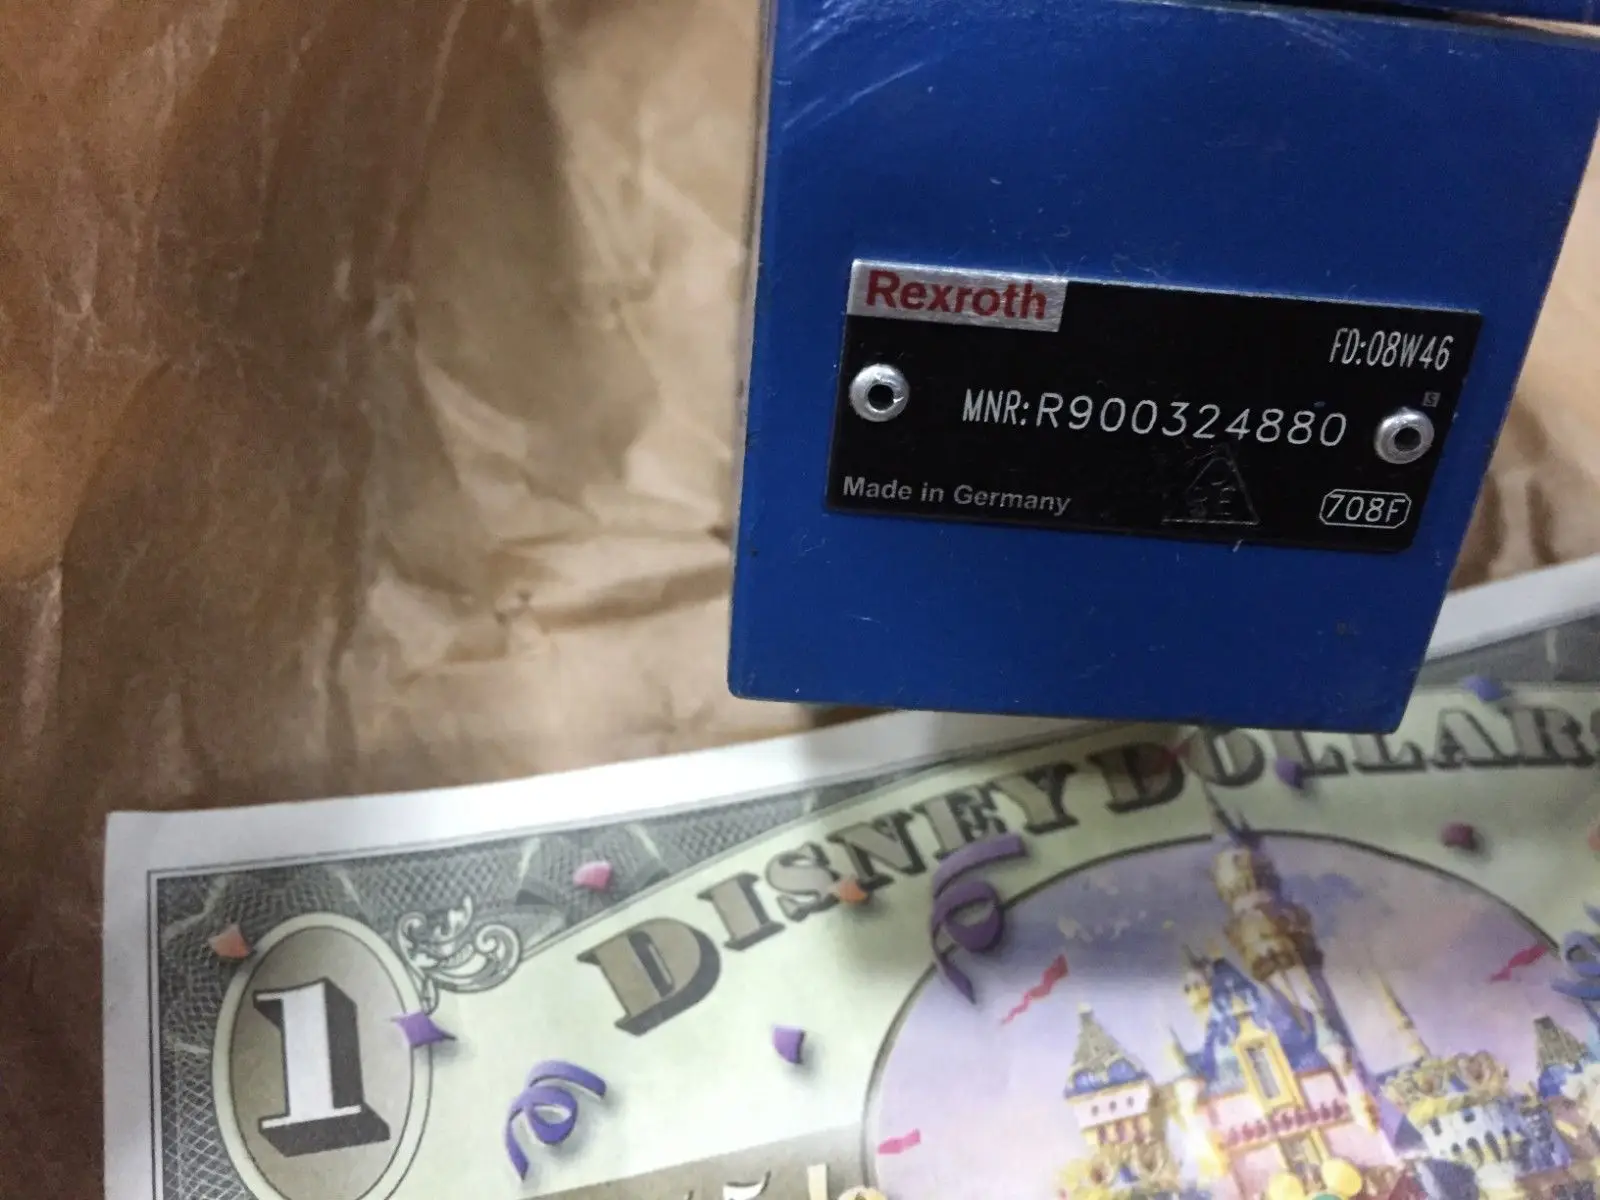 Rexroth
FD:08W46
MNR:R900324880
S
Made in Germany
708F
DISNEY DOLLARS
1